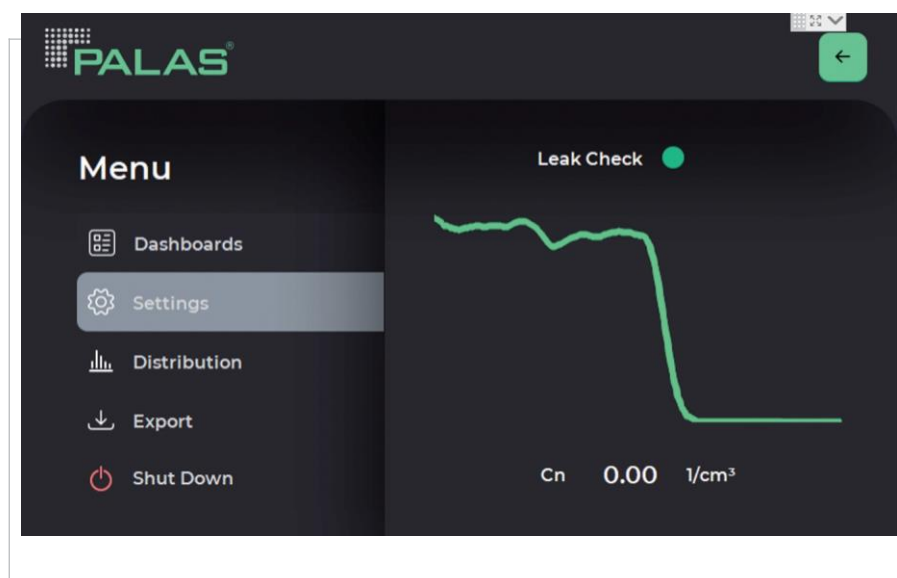 PALAS®
Menu
Dashboards
Settings
Distribution
Export
Shut Down
Leak Check
Cn 0.00 1/cm³